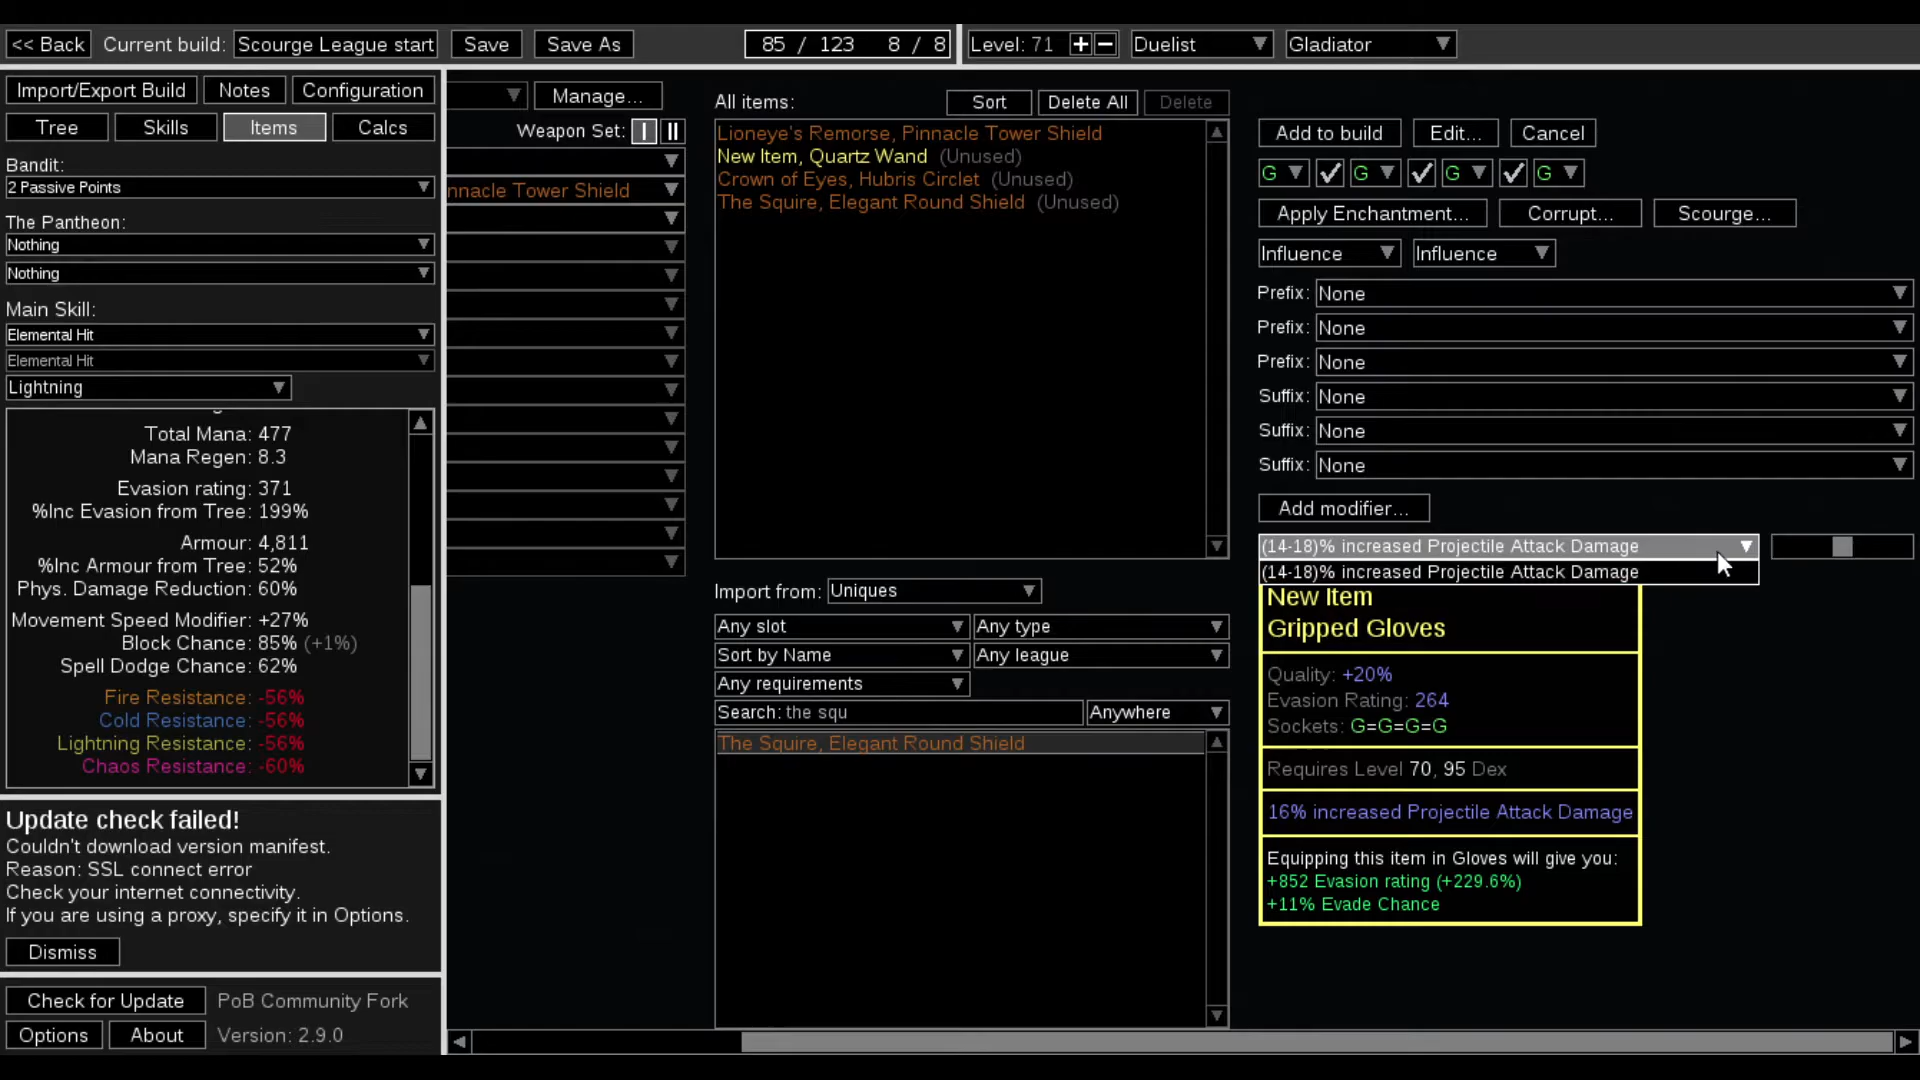 << Back Current build: Scourge League start Save Save As 85 / 123 8 / 8 Level: 71 + - Duelist Gladiator
Import/Export Build Notes Configuration
Tree Skills Items Calcs
Bandit:
2 Passive Points
The Pantheon:
Nothing
Nothing
Main Skill:
Elemental Hit
Elemental Hit
Lightning
Total Mana: 477
Mana Regen: 8.3
Evasion rating: 371
%Inc Evasion from Tree: 199%
Armour: 4,811
%Inc Armour from Tree: 52%
Phys. Damage Reduction: 60%
Movement Speed Modifier: +27%
Block Chance: 85% (+1%)
Spell Dodge Chance: 62%
Fire Resistance: -56%
Cold Resistance: -56%
Lightning Resistance: -56%
Chaos Resistance: -60%
Update check failed!
Couldn't download version manifest.
Reason: SSL connect error
Check your internet connectivity.
If you are using a proxy, specify it in Options.
Dismiss
Check for Update PoB Community Fork
Options About Version: 2.9.0
Manage...
Weapon Set: I II
nnacle Tower Shield
All items: Sort Delete All Delete
Lioneye's Remorse, Pinnacle Tower Shield
New Item, Quartz Wand (Unused)
Crown of Eyes, Hubris Circlet (Unused)
The Squire, Elegant Round Shield (Unused)
Import from: Uniques
Any slot Any type
Sort by Name Any league
Any requirements
Search: the squ Anywhere
The Squire, Elegant Round Shield
Add to build Edit... Cancel
G G G G
Apply Enchantment... Corrupt... Scourge...
Influence Influence
Prefix: None
Prefix: None
Prefix: None
Suffix: None
Suffix: None
Suffix: None
Add modifier...
(14-18)% increased Projectile Attack Damage
(14-18)% increased Projectile Attack Damage
New Item
Gripped Gloves
Quality: +20%
Evasion Rating: 264
Sockets: G=G=G=G
Requires Level 70, 95 Dex
16% increased Projectile Attack Damage
Equipping this item in Gloves will give you:
+852 Evasion rating (+229.6%)
+11% Evade Chance